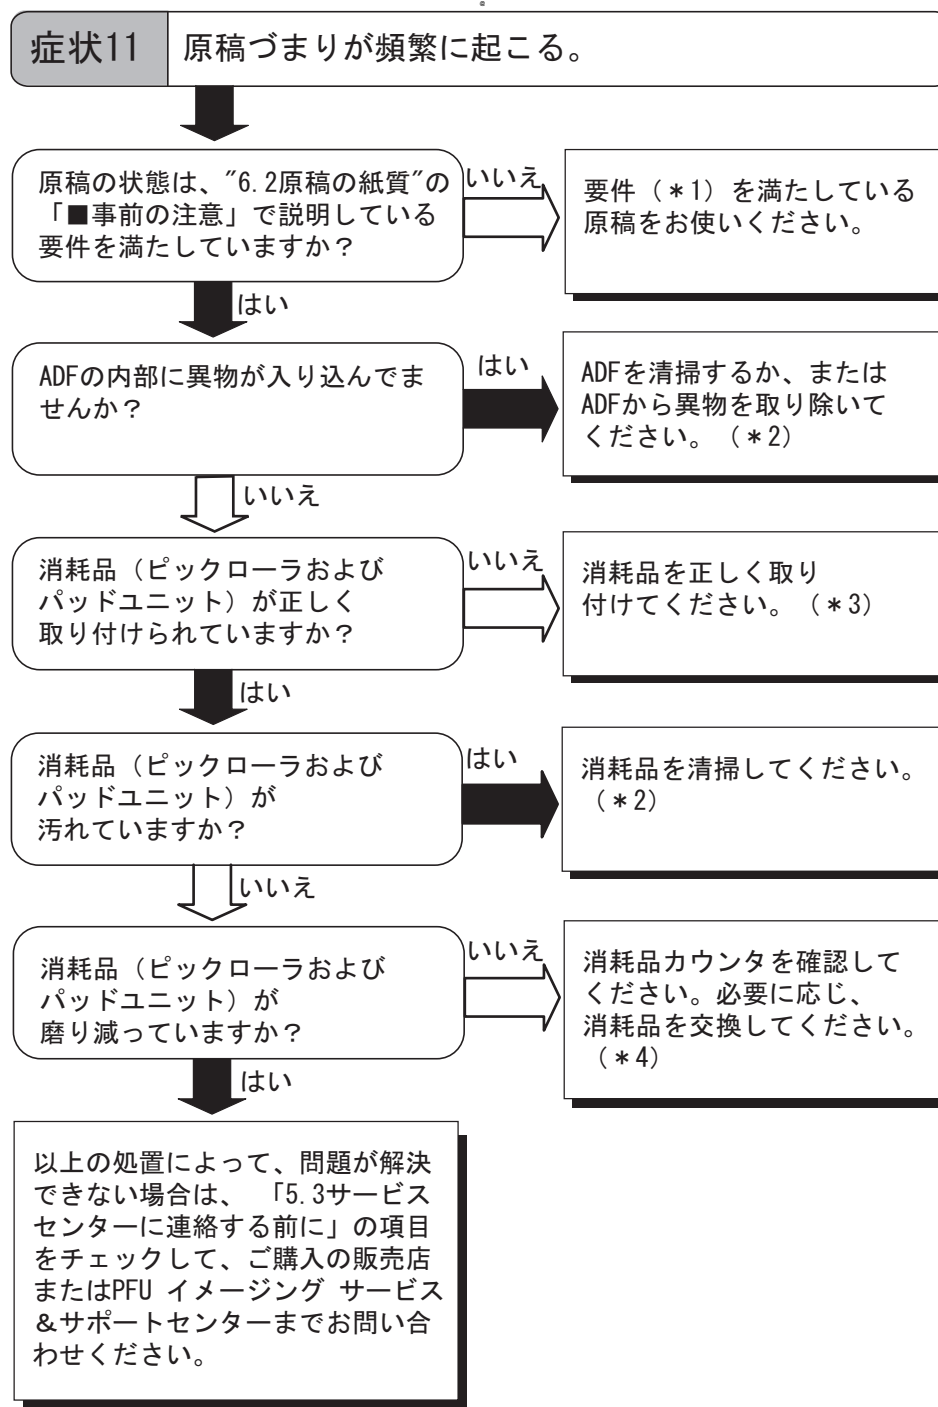 症状11 原稿づまりが頻繁に起こる。
原稿の状態は、"6.2原稿の紙質"の
「■事前の注意」で説明している
要件を満たしていますか？
いいえ
要件（＊1）を満たしている
原稿をお使いください。
はい
ADFの内部に異物が入り込んでま
せんか？
はい
ADFを清掃するか、または
ADFから異物を取り除いて
ください。（＊2）
いいえ
消耗品（ピックローラおよび
パッドユニット）が正しく
取り付けられていますか？
いいえ
消耗品を正しく取り
付けてください。（＊3）
はい
消耗品（ピックローラおよび
パッドユニット）が
汚れていますか？
はい
消耗品を清掃してください。
（＊2）
いいえ
消耗品（ピックローラおよび
パッドユニット）が
磨り減っていますか？
いいえ
消耗品カウンタを確認して
ください。必要に応じ、
消耗品を交換してください。
（＊4）
はい
以上の処置によって、問題が解決
できない場合は、 「5.3サービス
センターに連絡する前に」の項目
をチェックして、ご購入の販売店
またはPFU イメージング サービス
＆サポートセンターまでお問い合
わせください。